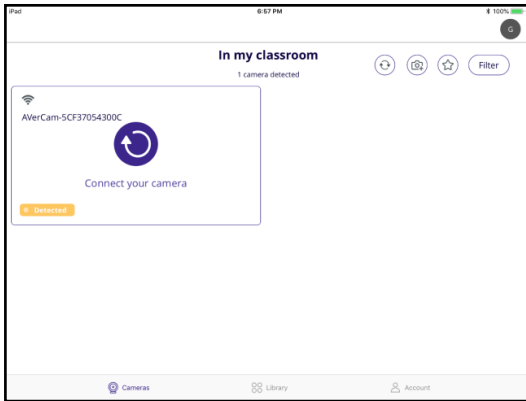 iPad 6:57 PM 100%
G
In my classroom
1 camera detected
Filter
AVerCam-5CF37054300C
Connect your camera
Detected
Cameras Library Account